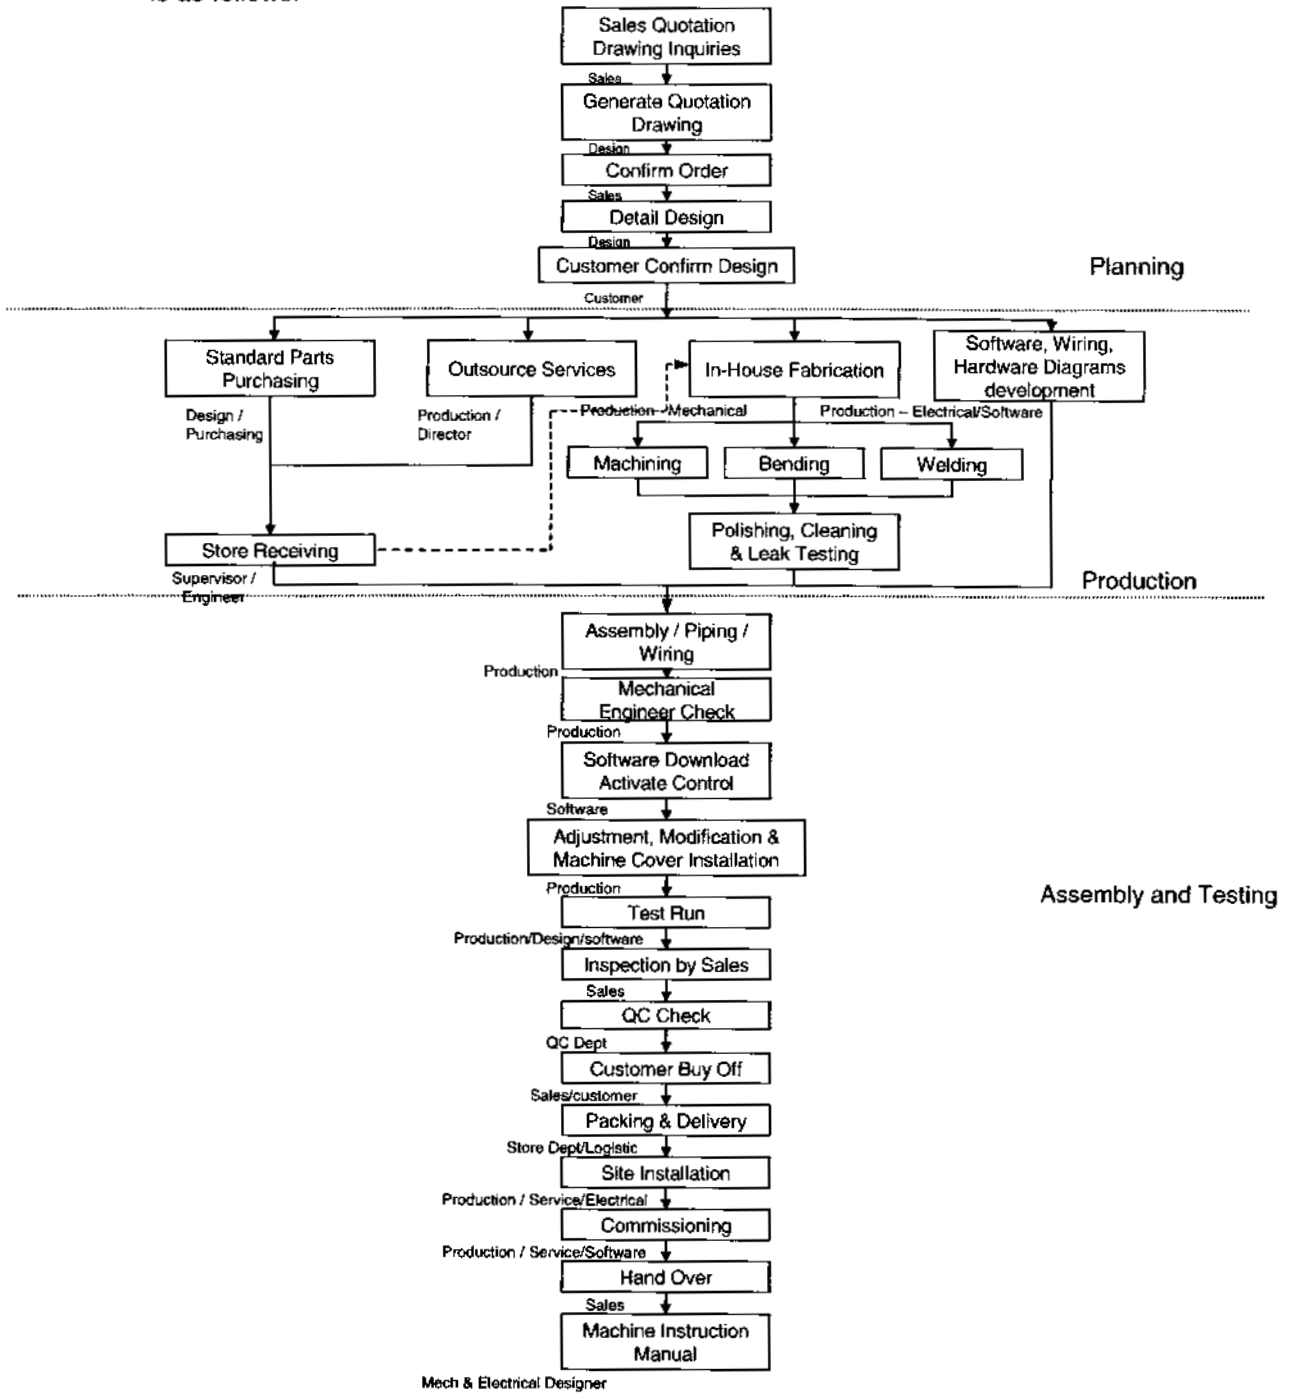 is as follows:
Sales Quotation
Drawing Inquiries
Sales
Generate Quotation
Drawing
Design
Confirm Order
Sales
Detail Design
Design
Customer Confirm Design
Planning
Customer
Standard Parts
Purchasing
Outsource Services
In-House Fabrication
Software, Wiring,
Hardware Diagrams
development
Design /
Purchasing
Production /
Director
Production - Mechanical
Production – Electrical/Software
Machining
Bending
Welding
Store Receiving
Polishing, Cleaning
& Leak Testing
Supervisor /
Engineer
Production
Assembly / Piping /
Wiring
Production
Mechanical
Engineer Check
Production
Software Download
Activate Control
Software
Adjustment, Modification &
Machine Cover Installation
Production
Assembly and Testing
Test Run
Production/Design/software
Inspection by Sales
Sales
QC Check
QC Dept
Customer Buy Off
Sales/customer
Packing & Delivery
Store Dept/Logistic
Site Installation
Production / Service/Electrical
Commissioning
Production / Service/Software
Hand Over
Sales
Machine Instruction
Manual
Mech & Electrical Designer